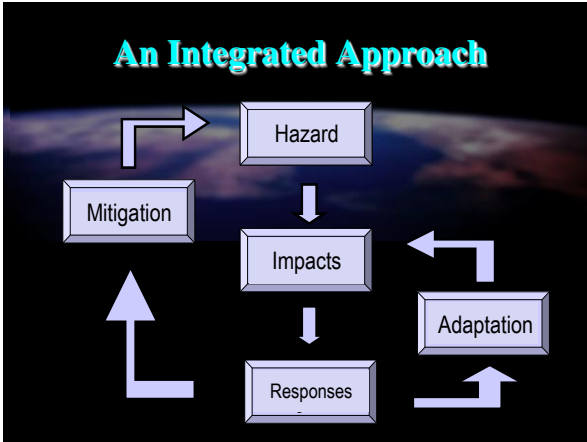 An Integrated Approach
Hazard
Mitigation
Impacts
Adaptation
Responses